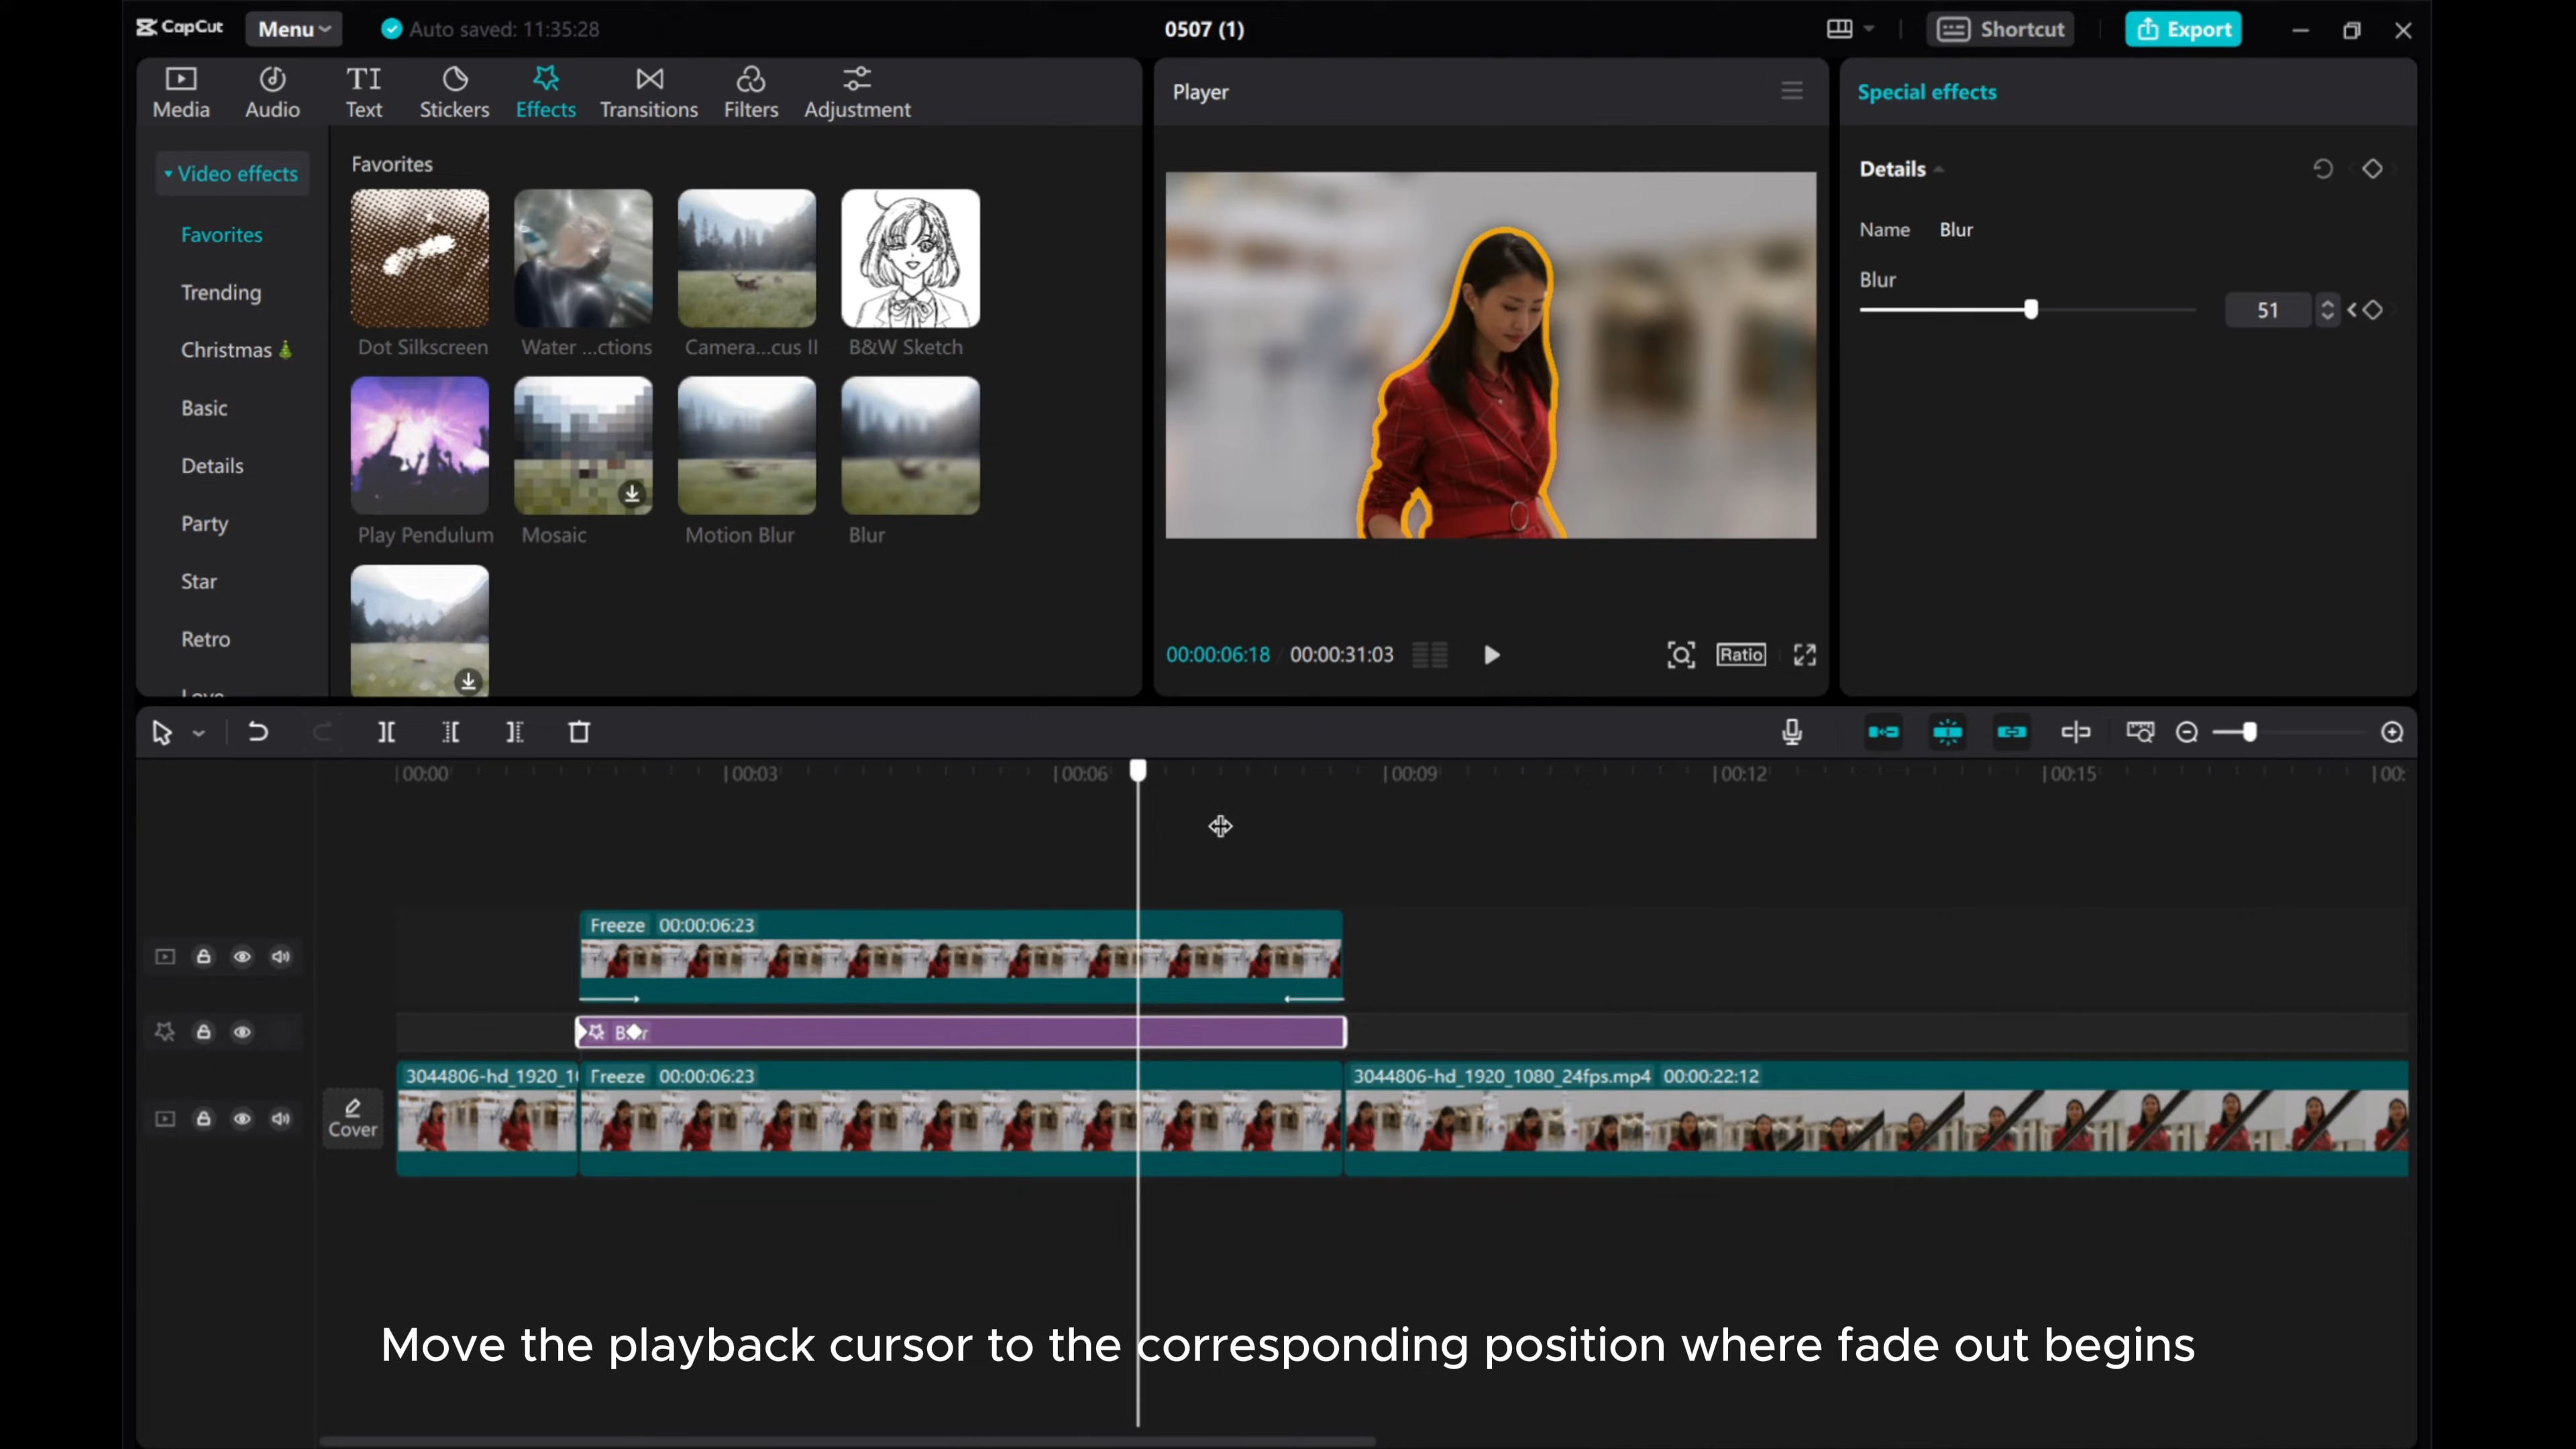 CapCut
Menu
Auto saved: 11:35:28
0507 (1)
Shortcut
Export
Media
Audio
TI
Text
Stickers
Effects
Transitions
Filters
Adjustment
Video effects
Favorites
Trending
Christmas
Basic
Details
Party
Star
Retro
Love
Favorites
Dot Silkscreen
Water ...ctions
Camera...cus II
B&W Sketch
Play Pendulum
Mosaic
Motion Blur
Blur
Player
00:00:06:18
00:00:31:03
Ratio
Special effects
Details
Name Blur
Blur
51
00:00
00:03
00:06
00:09
00:12
00:15
00:
Freeze 00:00:06:23
Cover
3044806-hd_1920_10
Freeze 00:00:06:23
3044806-hd_1920_1080_24fps.mp4 00:00:22:12
Move the playback cursor to the corresponding position where fade out begins